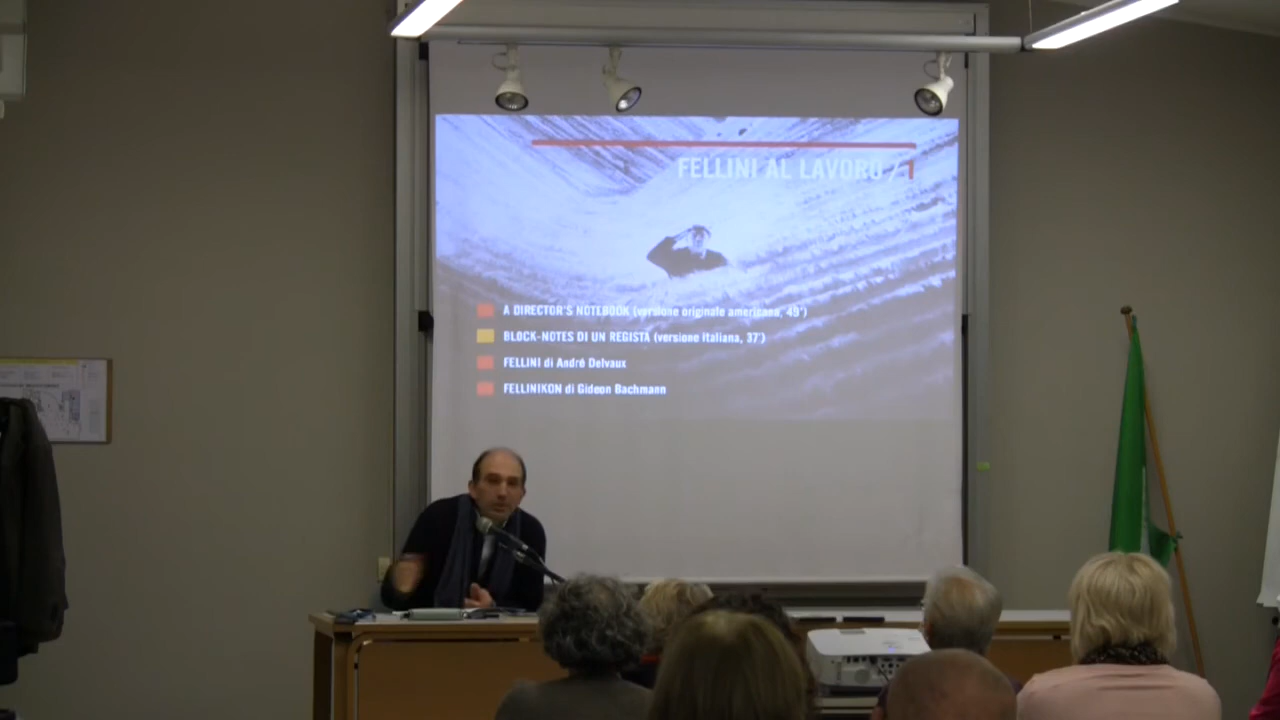 FELLINI AL LAVORO / 1
A DIRECTOR'S NOTEBOOK (versione originale americana, 49')
BLOCK-NOTES DI UN REGISTA (versione italiana, 37')
FELLINI di André Delvaux
FELLINIKON di Gideon Bachmann